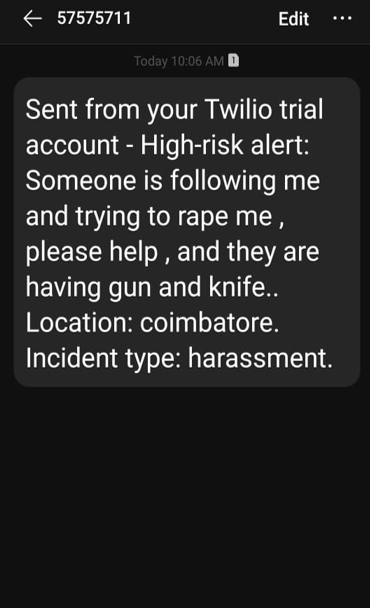 57575711
Edit
Today 10:06 AM 1
Sent from your Twilio trial
account - High-risk alert:
Someone is following me
and trying to rape me ,
please help , and they are
having gun and knife..
Location: coimbatore.
Incident type: harassment.